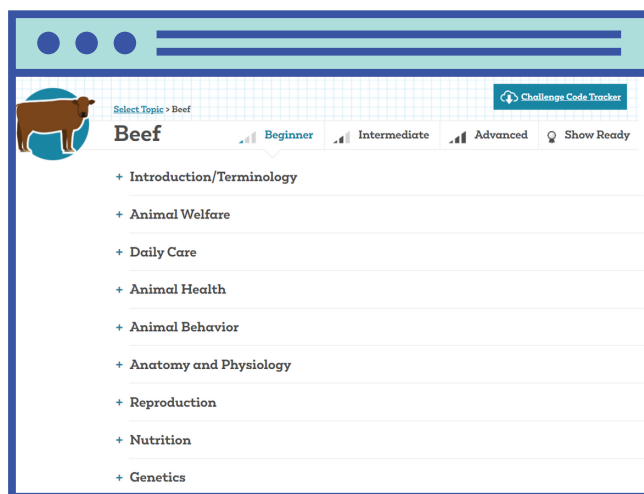 Challenge Code Tracker
Select Topic > Beef
Beef Beginner Intermediate Advanced Show Ready
+ Introduction/Terminology
+ Animal Welfare
+ Daily Care
+ Animal Health
+ Animal Behavior
+ Anatomy and Physiology
+ Reproduction
+ Nutrition
+ Genetics